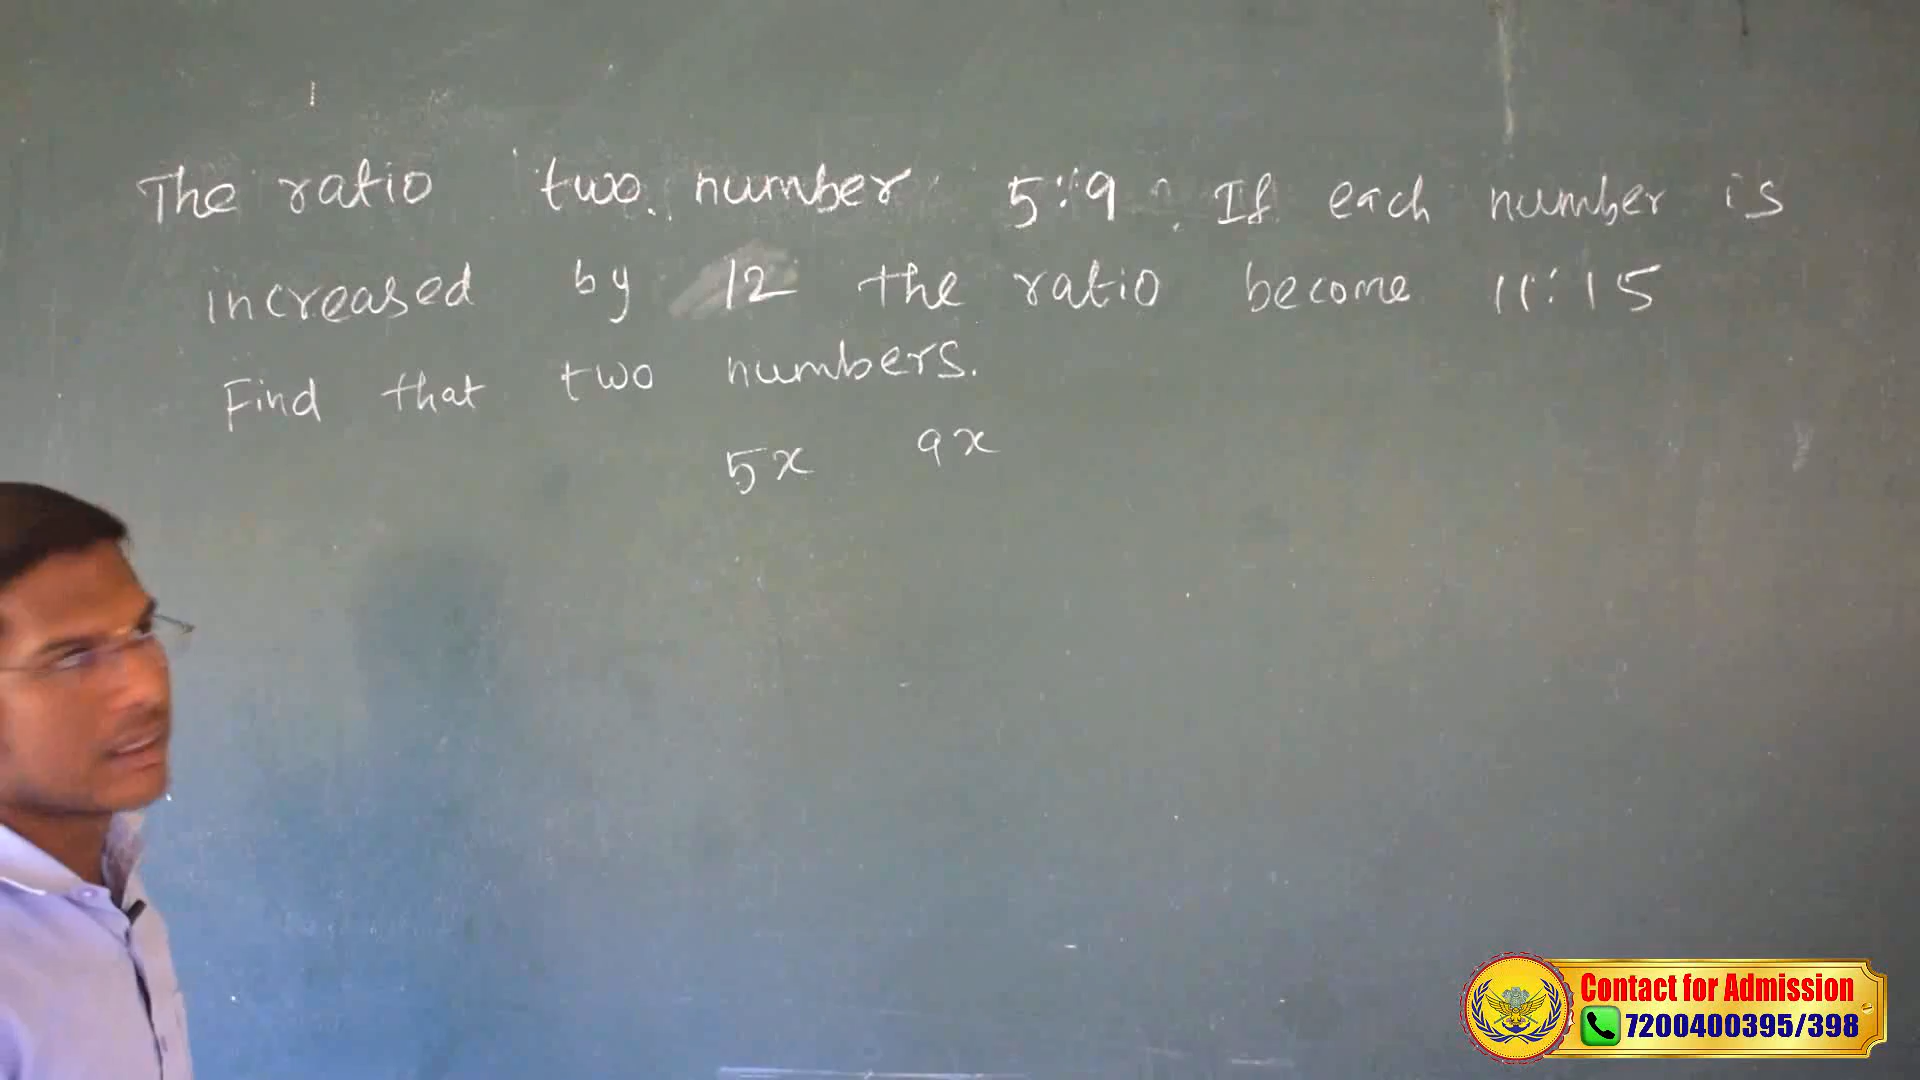 The ratio two number 5:9. If each number is
increased by 12 the ratio become 11:15
Find that two numbers.
5x 9x
Contact for Admission
7200400395/398